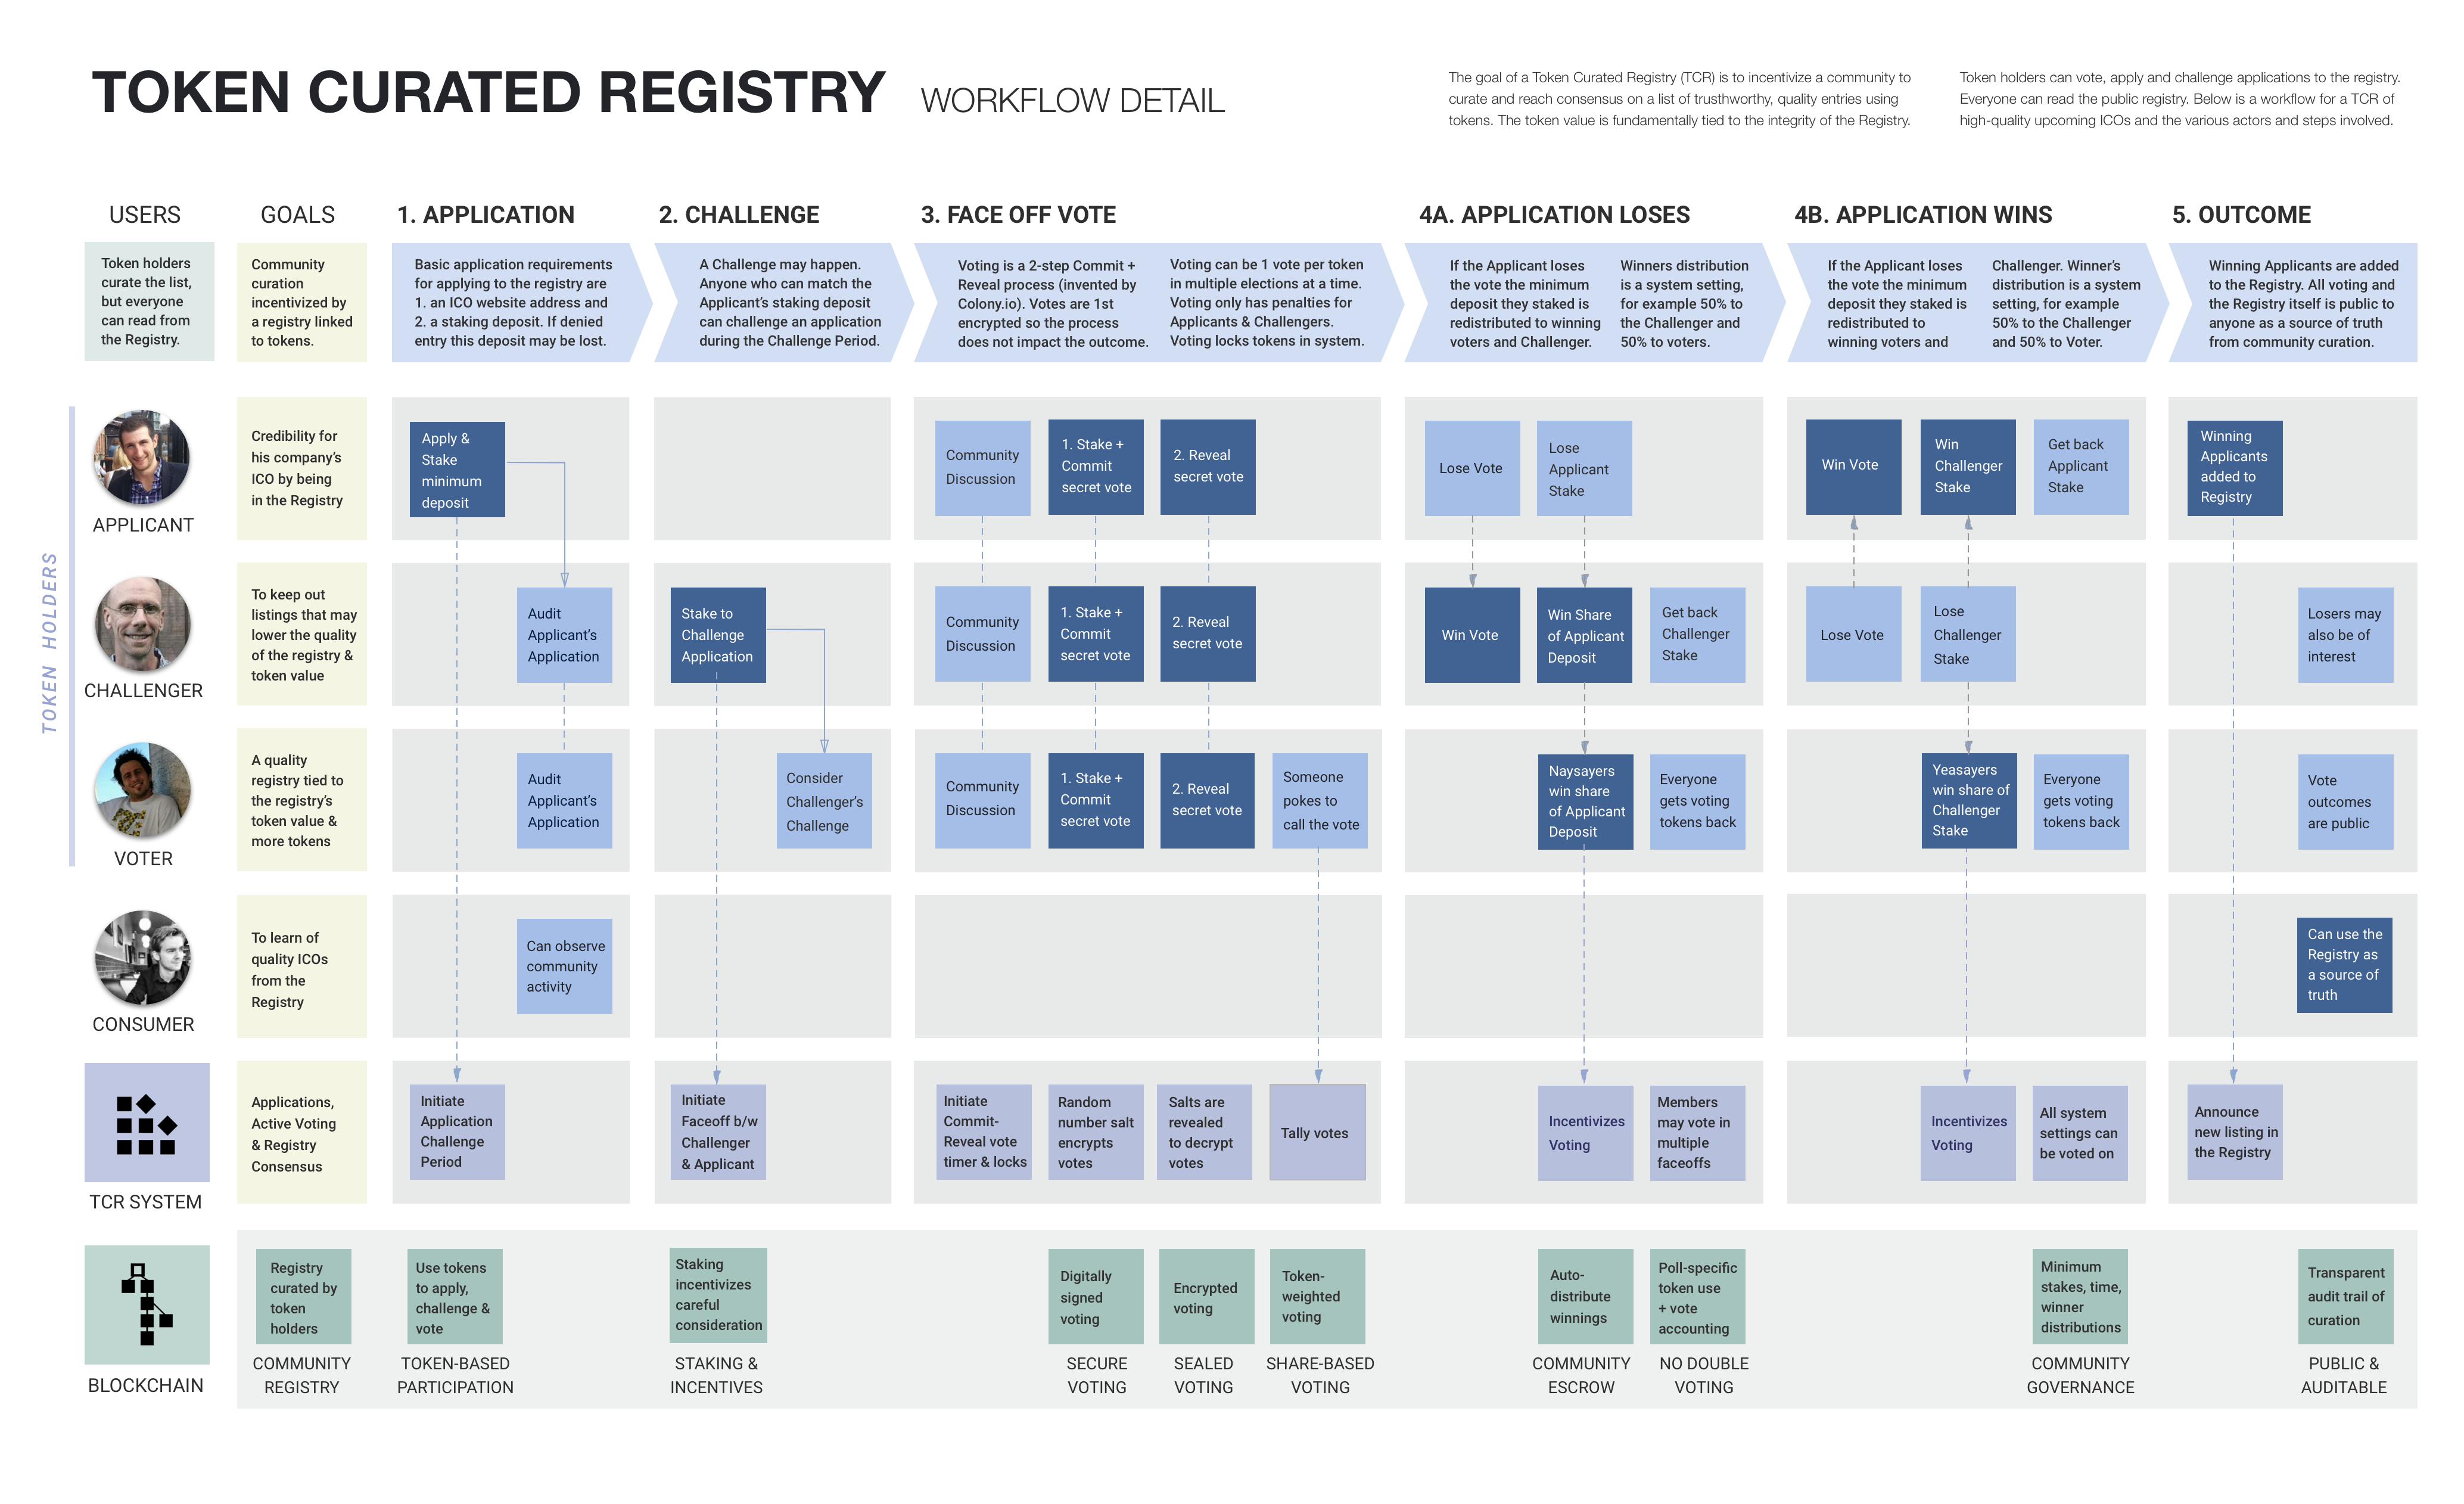 TOKEN CURATED REGISTRY WORKFLOW DETAIL
The goal of a Token Curated Registry (TCR) is to incentivize a community to
curate and reach consensus on a list of trusthworthy, quality entries using
tokens. The token value is fundamentally tied to the integrity of the Registry.
Token holders can vote, apply and challenge applications to the registry.
Everyone can read the public registry. Below is a workflow for a TCR of
high-quality upcoming ICOs and the various actors and steps involved.
USERS
GOALS
1. APPLICATION
2. CHALLENGE
3. FACE OFF VOTE
4A. APPLICATION LOSES
4B. APPLICATION WINS
5. OUTCOME
Token holders
curate the list,
but everyone
can read from
the Registry.
Community
curation
incentivized by
a registry linked
to tokens.
Basic application requirements
for applying to the registry are
1. an ICO website address and
2. a staking deposit. If denied
entry this deposit may be lost.
A Challenge may happen.
Anyone who can match the
Applicant's staking deposit
can challenge an application
during the Challenge Period.
Voting is a 2-step Commit +
Reveal process (invented by
Colony.io). Votes are 1st
encrypted so the process
does not impact the outcome.
Voting can be 1 vote per token
in multiple elections at a time.
Voting only has penalties for
Applicants & Challengers.
Voting locks tokens in system.
If the Applicant loses
the vote the minimum
deposit they staked is
redistributed to winning
voters and Challenger.
Winners distribution
is a system setting,
for example 50% to
the Challenger and
50% to voters.
If the Applicant loses
the vote the minimum
deposit they staked is
redistributed to
winning voters and
Challenger. Winner's
distribution is a system
setting, for example
50% to the Challenger
and 50% to Voter.
Winning Applicants are added
to the Registry. All voting and
the Registry itself is public to
anyone as a source of truth
from community curation.
TOKEN HOLDERS
APPLICANT
Credibility for
his company's
ICO by being
in the Registry
Apply &
Stake
minimum
deposit
Community
Discussion
1. Stake +
Commit
secret vote
2. Reveal
secret vote
Lose Vote
Lose
Applicant
Stake
Win Vote
Win
Challenger
Stake
Get back
Applicant
Stake
Winning
Applicants
added to
Registry
CHALLENGER
To keep out
listings that may
lower the quality
of the registry &
token value
Audit
Applicant's
Application
Stake to
Challenge
Application
Community
Discussion
1. Stake +
Commit
secret vote
2. Reveal
secret vote
Win Vote
Win Share
of Applicant
Deposit
Get back
Challenger
Stake
Lose Vote
Lose
Challenger
Stake
Losers may
also be of
interest
VOTER
A quality
registry tied to
the registry's
token value &
more tokens
Audit
Applicant's
Application
Consider
Challenger's
Challenge
Community
Discussion
1. Stake +
Commit
secret vote
2. Reveal
secret vote
Someone
pokes to
call the vote
Naysayers
win share
of Applicant
Deposit
Everyone
gets voting
tokens back
Yeasayers
win share of
Challenger
Stake
Everyone
gets voting
tokens back
Vote
outcomes
are public
CONSUMER
To learn of
quality ICOs
from the
Registry
Can observe
community
activity
Can use the
Registry as
a source of
truth
TCR SYSTEM
Applications,
Active Voting
& Registry
Consensus
Initiate
Application
Challenge
Period
Initiate
Faceoff b/w
Challenger
& Applicant
Initiate
Commit-
Reveal vote
timer & locks
Random
number salt
encrypts
votes
Salts are
revealed
to decrypt
votes
Tally votes
Incentivizes
Voting
Members
may vote in
multiple
faceoffs
Incentivizes
Voting
All system
settings can
be voted on
Announce
new listing in
the Registry
BLOCKCHAIN
Registry
curated by
token
holders
COMMUNITY
REGISTRY
Use tokens
to apply,
challenge &
vote
TOKEN-BASED
PARTICIPATION
Staking
incentivizes
careful
consideration
STAKING &
INCENTIVES
Digitally
signed
voting
SECURE
VOTING
Encrypted
voting
SEALED
VOTING
Token-
weighted
voting
SHARE-BASED
VOTING
Auto-
distribute
winnings
COMMUNITY
ESCROW
Poll-specific
token use
+ vote
accounting
NO DOUBLE
VOTING
Minimum
stakes, time,
winner
distributions
COMMUNITY
GOVERNANCE
Transparent
audit trail of
curation
PUBLIC &
AUDITABLE